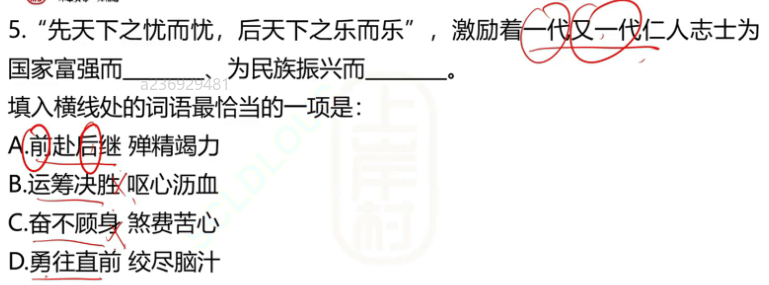 5.“先天下之忧而忧，后天下之乐而乐”，激励着一代又一代仁人志士为
国家富强而________、为民族振兴而________。
a236929481
填入横线处的词语最恰当的一项是：
A.前赴后继 殚精竭力
B.运筹决胜 呕心沥血
C.奋不顾身 煞费苦心
D.勇往直前 绞尽脑汁
上岸村